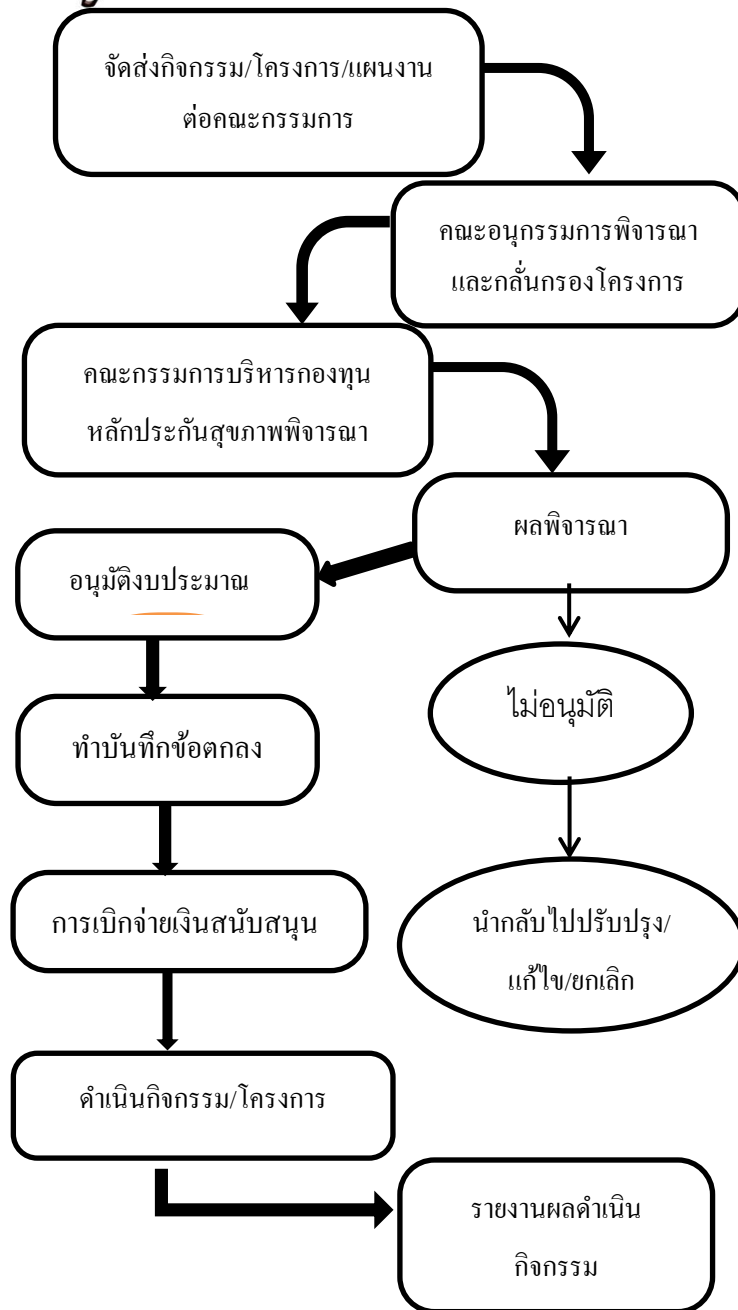 จัดส่งกิจกรรม/โครงการ/แผนงาน
ต่อคณะกรรมการ
คณะอนุกรรมการพิจารณา
และกลั่นกรองโครงการ
คณะกรรมการบริหารกองทุน
หลักประกันสุขภาพพิจารณา
ผลพิจารณา
อนุมัติงบประมาณ
ไม่อนุมัติ
ทำบันทึกข้อตกลง
การเบิกจ่ายเงินสนับสนุน
นำกลับไปปรับปรุง/
แก้ไข/ยกเลิก
ดำเนินกิจกรรม/โครงการ
รายงานผลดำเนิน
กิจกรรม